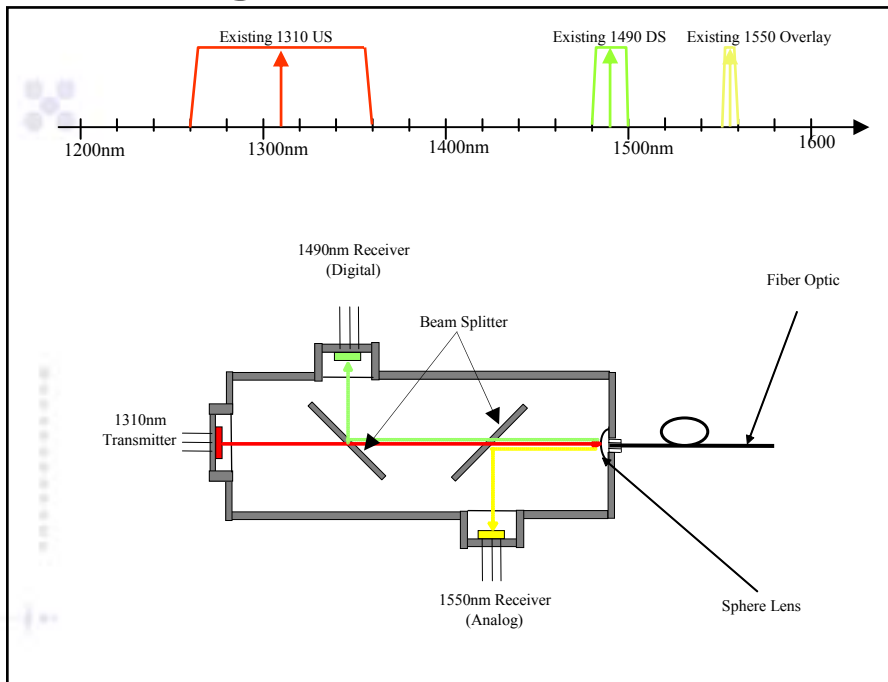 Existing 1310 US
Existing 1490 DS
Existing 1550 Overlay
1200nm
1300nm
1400nm
1500nm
1600
1490nm Receiver
(Digital)
Fiber Optic
Beam Splitter
1310nm
Transmitter
1550nm Receiver
(Analog)
Sphere Lens